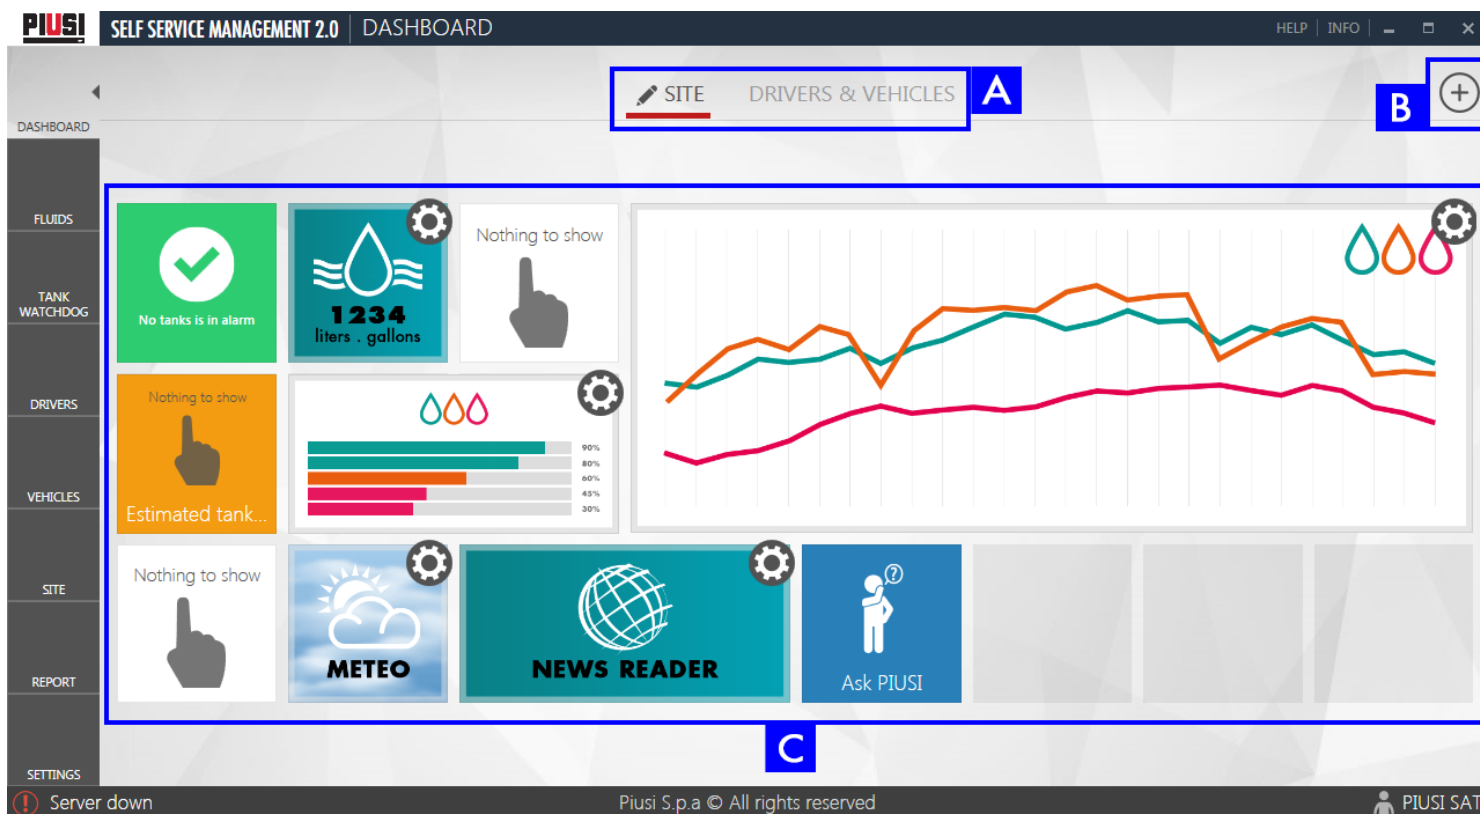 PIUSI SELF SERVICE MANAGEMENT 2.0 DASHBOARD HELP INFO
SITE DRIVERS & VEHICLES A
B
DASHBOARD
FLUIDS
TANK
WATCHDOG
DRIVERS
VEHICLES
SITE
REPORT
SETTINGS
No tanks is in alarm
1234
liters . gallons
Nothing to show
Nothing to show
Estimated tank...
90%
80%
60%
45%
30%
Nothing to show
METEO
NEWS READER
Ask PIUSI
C
Server down
Piusi S.p.a © All rights reserved
PIUSI SAT